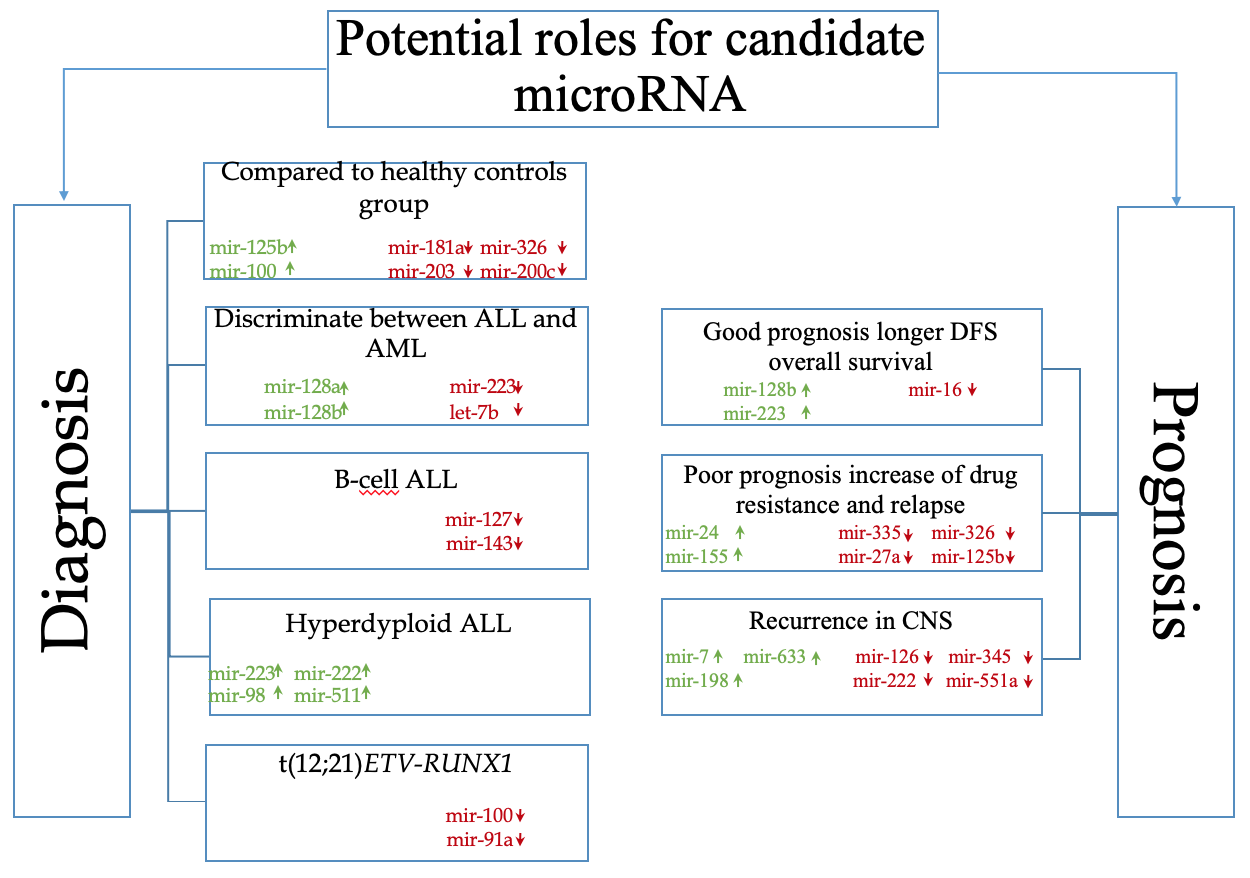 Potential roles for candidate
microRNA
Diagnosis
Compared to healthy controls
group
mir-125b↑ mir-181a↓ mir-326 ↓
mir-100 ↑ mir-203 ↓ mir-200c↓
Discriminate between ALL and
AML
mir-128a↑ mir-223↓
mir-128b↑ let-7b ↓
B-cell ALL
mir-127↓
mir-143↓
Hyperdyploid ALL
mir-223↑ mir-222↑
mir-98 ↑ mir-511↑
t(12;21)ETV-RUNX1
mir-100↓
mir-91a↓
Prognosis
Good prognosis longer DFS
overall survival
mir-128b ↑ mir-16 ↓
mir-223 ↑
Poor prognosis increase of drug
resistance and relapse
mir-24 ↑ mir-335↓ mir-326 ↓
mir-155 ↑ mir-27a↓ mir-125b↓
Recurrence in CNS
mir-7 ↑ mir-633 ↑ mir-126 ↓ mir-345 ↓
mir-198 ↑ mir-222 ↓ mir-551a ↓